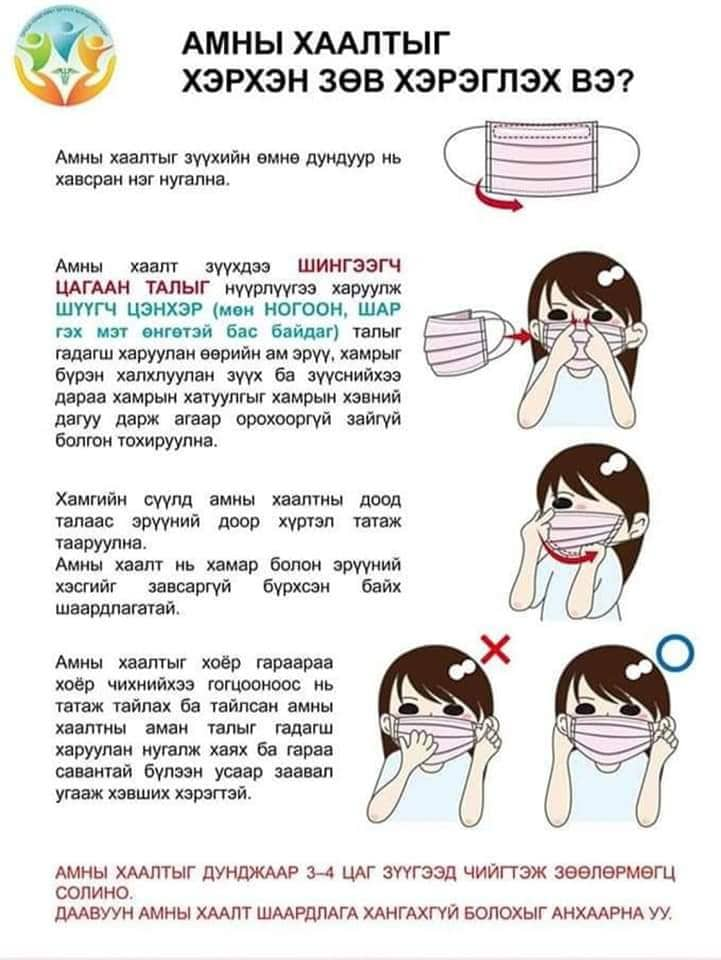 АМНЫ ХААЛТЫГ
ХЭРХЭН ЗӨВ ХЭРЭГЛЭХ ВЭ?
Амны хаалтыг зүүхийн өмнө дундуур нь
хавсран нэг нугална.
Амны хаалт зүүхдээ ШИНГЭЭГЧ
ЦАГААН ТАЛЫГ нүүрлүүгээ харуулж
ШҮҮГЧ ЦЭНХЭР (мөн НОГООН, ШАР
гэх мэт өнгөтэй бас байдаг) талыг
гадагш харуулан өөрийн ам эрүү, хамрыг
бүрэн халхлуулан зүүх ба зүүснийхээ
дараа хамрын хатуулгыг хамрын хэвний
дагуу дарж агаар орохооргүй зайгүй
болгон тохируулна.
Хамгийн сүүлд амны хаалтны доод
талаас эрүүний доор хүртэл татаж
тааруулна.
Амны хаалт нь хамар болон эрүүний
хэсгийг завсаргүй бүрхсэн байх
шаардлагатай.
Амны хаалтыг хоёр гараараа
хоёр чихнийхээ гогцооноос нь
татаж тайлах ба тайлсан амны
хаалтны аман талыг гадагш
харуулан нугалж хаях ба гараа
савантай бүлээн усаар заавал
угааж хэвших хэрэгтэй.
АМНЫ ХААЛТЫГ ДУНДЖААР 3–4 ЦАГ ЗҮҮГЭЭД ЧИЙГТЭЖ ЗӨӨЛӨРМӨГЦ
СОЛИНО.
ДААВУУН АМНЫ ХААЛТ ШААРДЛАГА ХАНГАХГҮЙ БОЛОХЫГ АНХААРНА УУ.